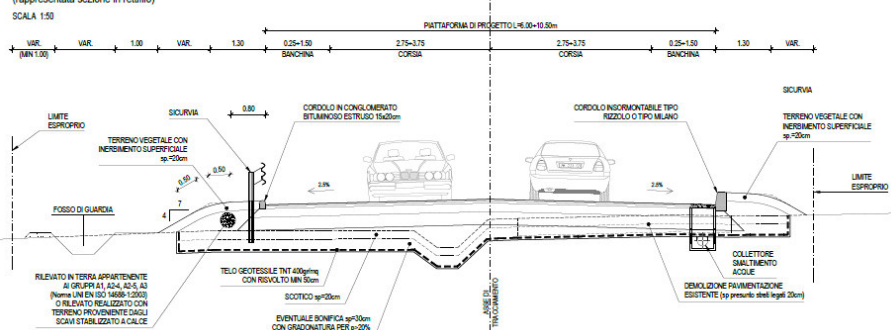 (rappresentata sezione in rettifilo)
SCALA 1:50
PIATTAFORMA DI PROGETTO L=6.00÷10.50m
VAR.
(MIN 1.00)
VAR.
1.00
VAR.
1.30
0.25÷1.50
BANCHINA
2.75÷3.75
CORSIA
2.75÷3.75
CORSIA
0.25÷1.50
BANCHINA
1.30
VAR.
SICURVIA
LIMITE
ESPROPRIO
SICURVIA
0.80
CORDOLO IN CONGLOMERATO
BITUMINOSO ESTRUSO 15x20cm
CORDOLO INSORMONTABILE TIPO
RIZZOLO O TIPO MILANO
TERRENO VEGETALE CON
INERBIMENTO SUPERFICIALE
sp.=20cm
TERRENO VEGETALE CON
INERBIMENTO SUPERFICIALE
sp.=20cm
LIMITE
ESPROPRIO
0.50
0.50
2.5%
2.5%
7
4
FOSSO DI GUARDIA
RILEVATO IN TERRA APPARTENENTE
AI GRUPPI A1, A2-4, A2-5, A3
(Norma UNI EN ISO 14688-1:2003)
O RILEVATO REALIZZATO CON
TERRENO PROVENIENTE DAGLI
SCAVI STABILIZZATO A CALCE
TELO GEOTESSILE TNT 400gr/mq
CON RISVOLTO MIN 50cm
SCOTICO sp=20cm
EVENTUALE BONIFICA sp=30cm
CON GRADONATURA PER p>20%
ASSE DI
TRACCIAMENTO
COLLETTORE
SMALTIMENTO
ACQUE
DEMOLIZIONE PAVIMENTAZIONE
ESISTENTE (sp presunto strati legati 20cm)